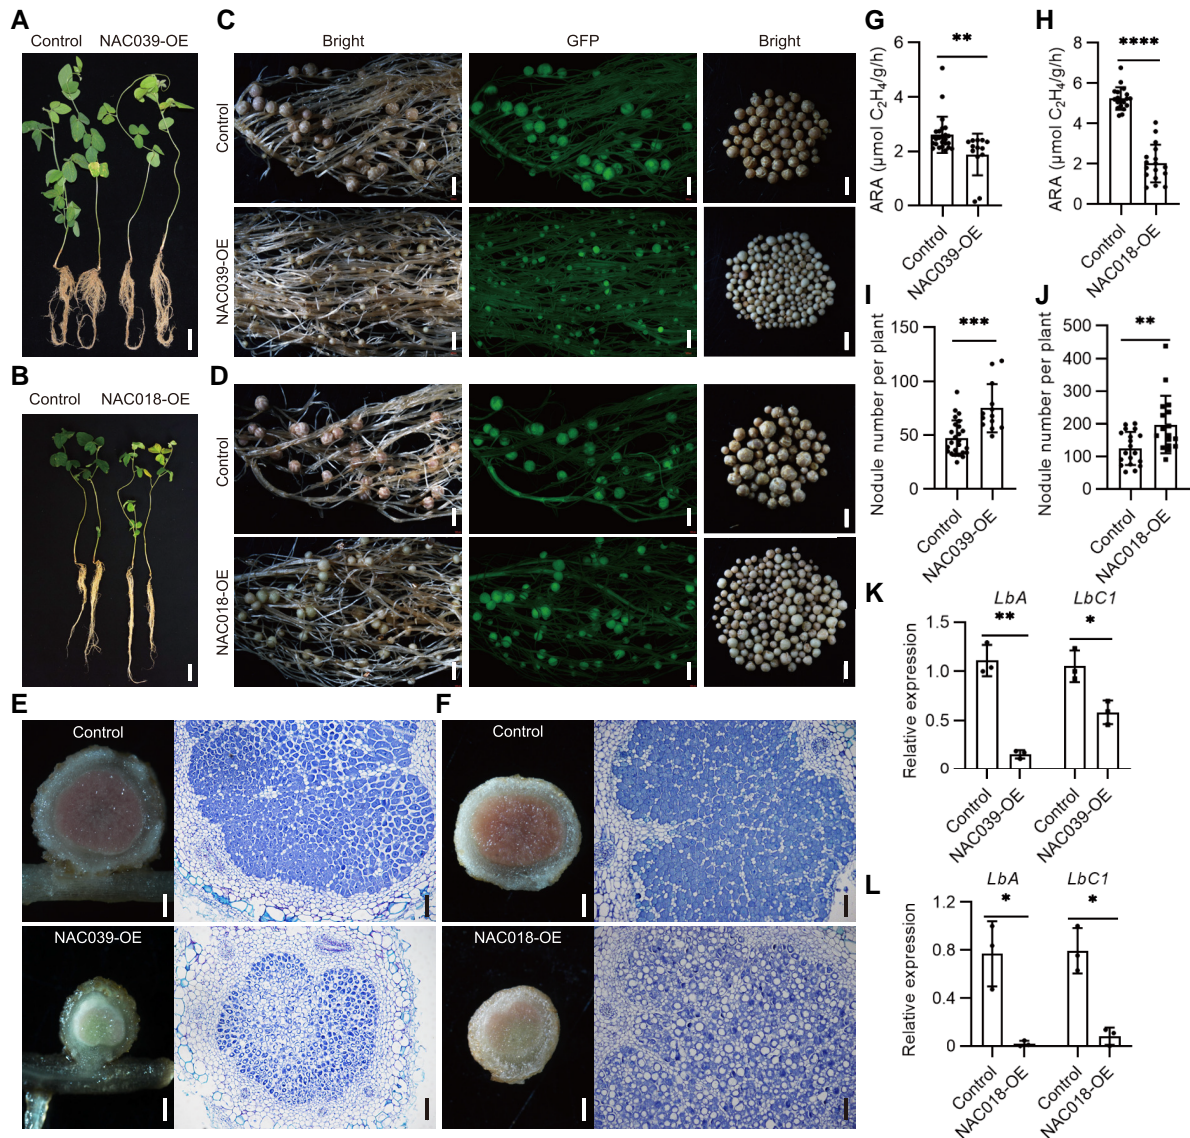 A
Control NAC039-OE
B
Control NAC018-OE
C
Bright GFP Bright
Control
NAC039-OE
D
Control
NAC018-OE
E
Control
NAC039-OE
F
Control
NAC018-OE
G
**
ARA (µmol C₂H₄/g/h)
6
4
2
0
Control
NAC039-OE
H
****
ARA (µmol C₂H₄/g/h)
8
6
4
2
0
Control
NAC018-OE
I
***
Nodule number per plant
150
100
50
0
Control
NAC039-OE
J
**
Nodule number per plant
500
400
300
200
100
0
Control
NAC018-OE
K
LbA LbC1
** *
Relative expression
1.5
1.0
0.5
0
Control
NAC039-OE
Control
NAC039-OE
L
LbA LbC1
* *
Relative expression
1.2
0.8
0.4
0
Control
NAC018-OE
Control
NAC018-OE